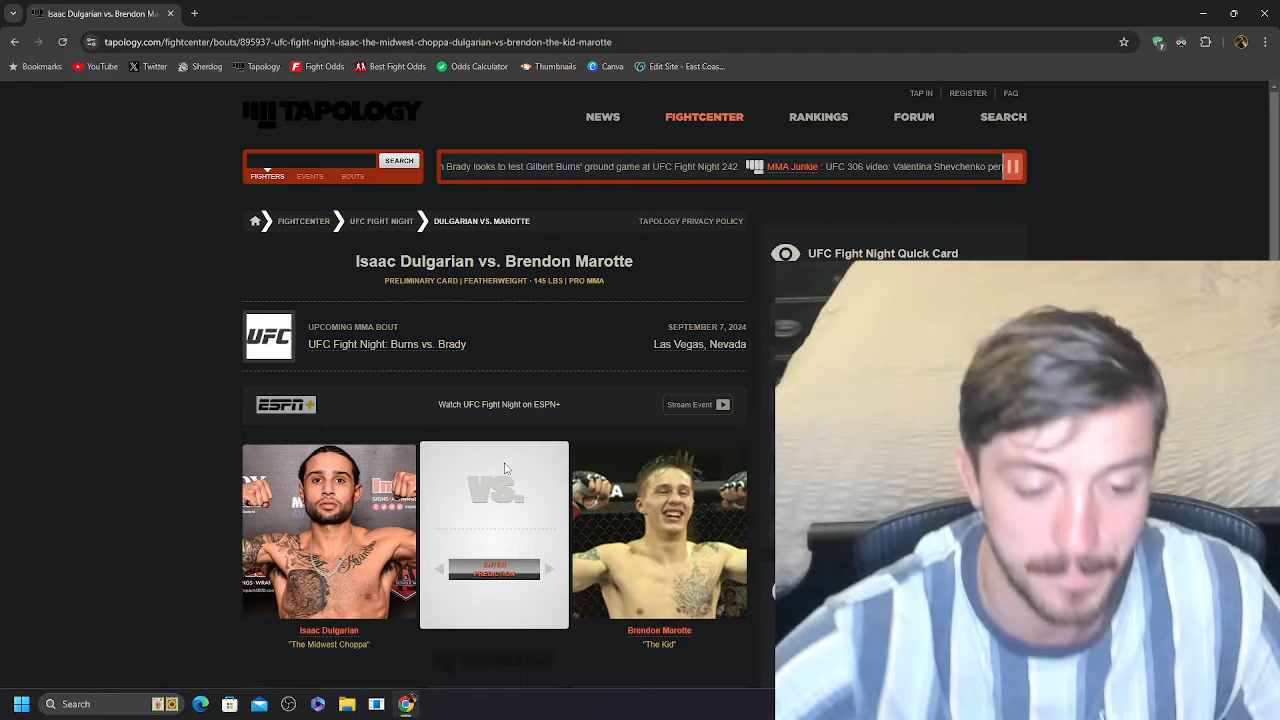 Isaac Dulgarian vs. Brendon Ma
tapology.com/fightcenter/bouts/895937-ufc-fight-night-isaac-the-midwest-choppa-dulgarian-vs-brendon-the-kid-marotte
Bookmarks YouTube Twitter Sherdog Tapology Fight Odds Best Fight Odds Odds Calculator Thumbnails Canva Edit Site - East Coas...
TAP IN REGISTER FAQ
TAPOLOGY
NEWS FIGHTCENTER RANKINGS FORUM SEARCH
SEARCH
Brady looks to test Gilbert Burns' ground game at UFC Fight Night 242 MMA Junkie : UFC 306 video: Valentina Shevchenko per
FIGHTERS EVENTS BOUTS
FIGHTCENTER UFC FIGHT NIGHT DULGARIAN VS. MAROTTE TAPOLOGY PRIVACY POLICY
UFC Fight Night Quick Card
Isaac Dulgarian vs. Brendon Marotte
PRELIMINARY CARD | FEATHERWEIGHT · 145 LBS | PRO MMA
UFC
UPCOMING MMA BOUT SEPTEMBER 7, 2024
UFC Fight Night: Burns vs. Brady Las Vegas, Nevada
ESPN+ Watch UFC Fight Night on ESPN+ Stream Event
VS.
ENTER
PREDICTION
Isaac Dulgarian Brendon Marotte
"The Midwest Choppa" "The Kid"
Search